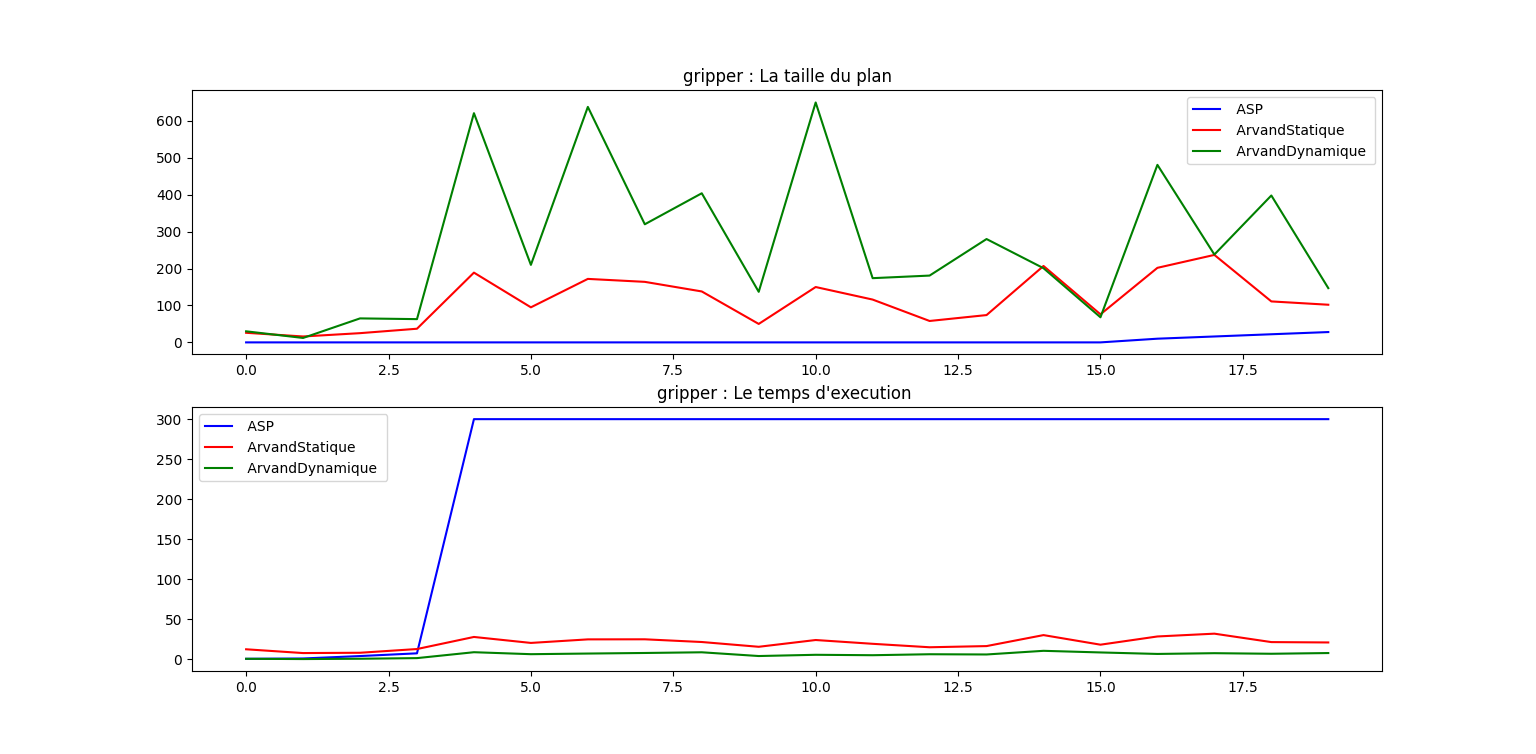 gripper : La taille du plan
600
500
400
300
200
100
0
ASP
ArvandStatique
ArvandDynamique
0.0 2.5 5.0 7.5 10.0 12.5 15.0 17.5
gripper : Le temps d'execution
300
250
200
150
100
50
0
ASP
ArvandStatique
ArvandDynamique
0.0 2.5 5.0 7.5 10.0 12.5 15.0 17.5